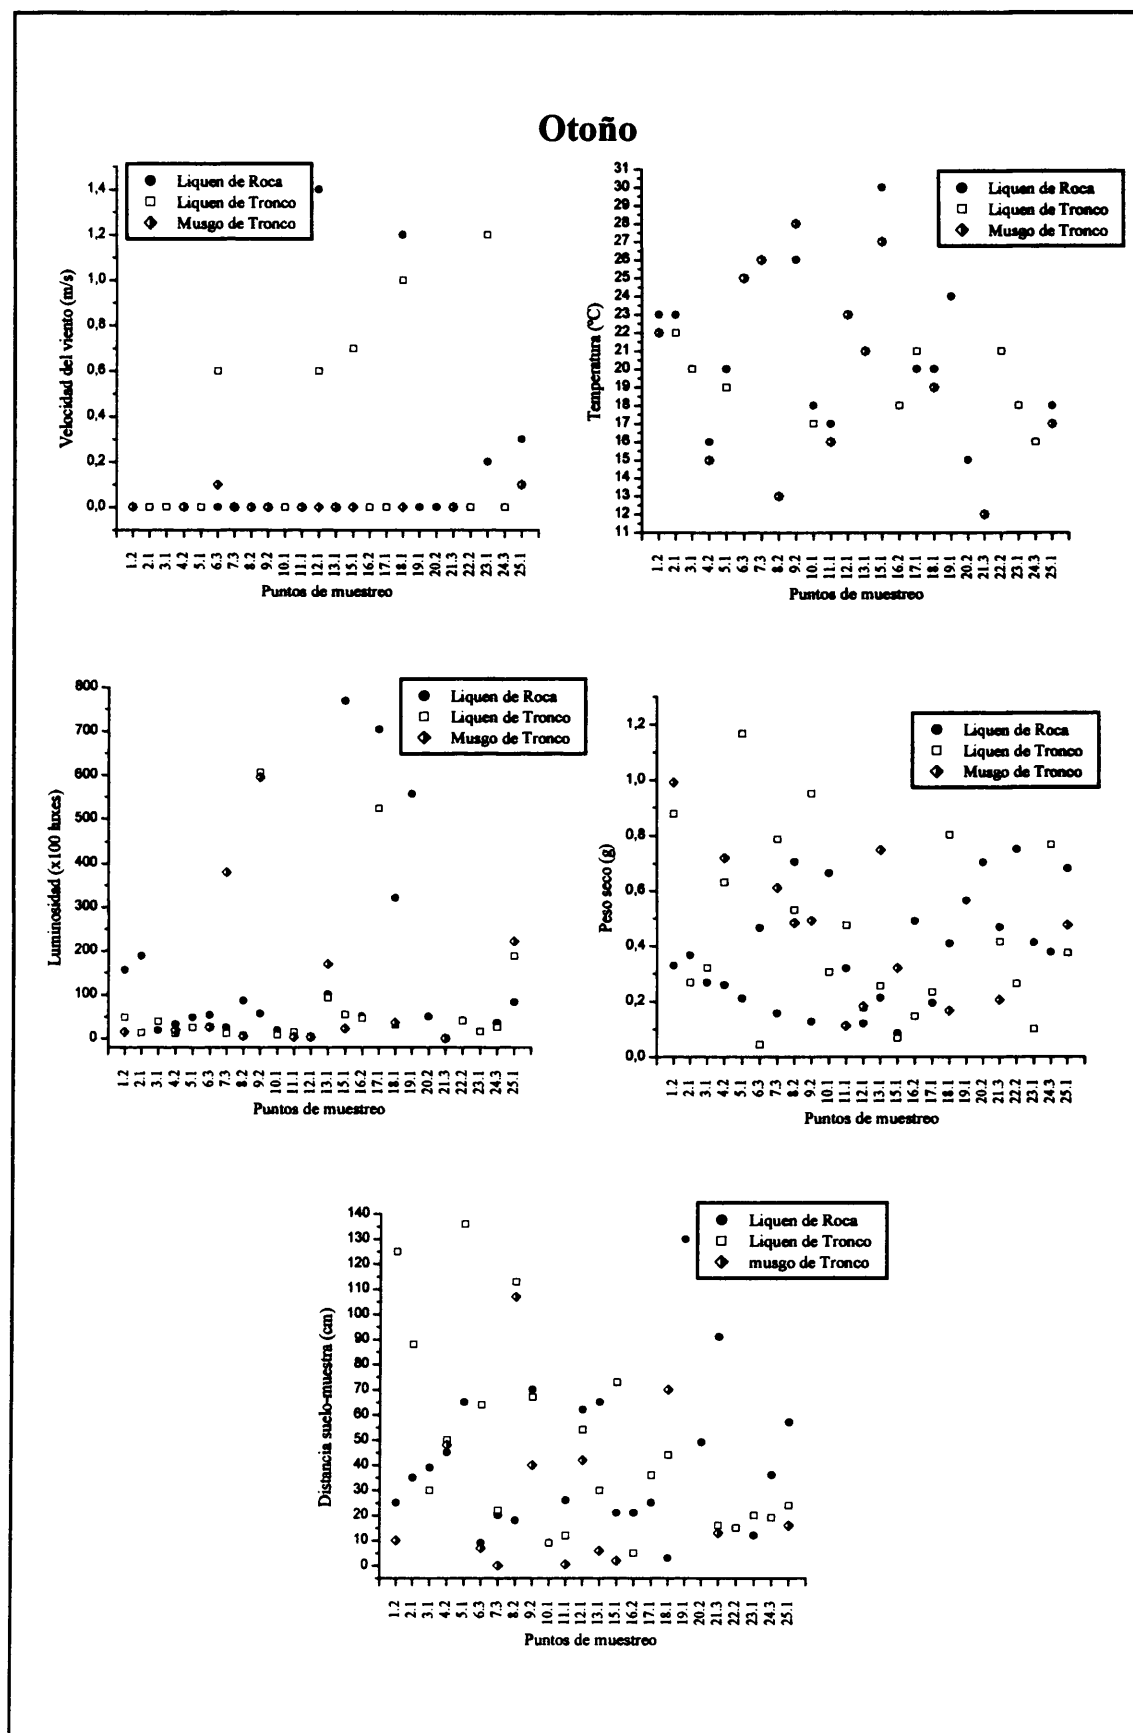 Otoño
Liquen de Roca
Liquen de Tronco
Musgo de Tronco
Velocidad del viento (m/s)
1,4
1,2
1,0
0,8
0,6
0,4
0,2
0,0
1.2 2.1 3.1 4.2 5.1 6.3 7.3 8.2 9.2 10.1 11.1 12.1 13.1 15.1 16.2 17.1 18.1 19.1 20.2 21.3 22.2 23.1 24.3 25.1
Puntos de muestreo
Liquen de Roca
Liquen de Tronco
Musgo de Tronco
Temperatura (ºC)
31
30
28
27
26
25
24
23
22
21
20
19
18
17
16
15
14
13
12
11
1.2 2.1 3.1 4.2 5.1 6.3 7.3 8.2 9.2 10.1 11.1 12.1 13.1 15.1 16.2 17.1 18.1 19.1 20.2 21.3 22.2 23.1 24.3 25.1
Puntos de muestreo
Liquen de Roca
Liquen de Tronco
Musgo de Tronco
Luminosidad (x100 luxes)
800
700
600
500
400
300
200
100
0
1.2 2.1 3.1 4.2 5.1 6.3 7.3 8.2 9.2 10.1 11.1 12.1 13.1 15.1 16.2 17.1 18.1 19.1 20.2 21.3 22.2 23.1 24.3 25.1
Puntos de muestreo
Liquen de Roca
Liquen de Tronco
Musgo de Tronco
Peso seco (g)
1,2
1,0
0,8
0,6
0,4
0,2
0,0
1.2 2.1 3.1 4.2 5.1 6.3 7.3 8.2 9.2 10.1 11.1 12.1 13.1 15.1 16.2 17.1 18.1 19.1 20.2 21.3 22.2 23.1 24.3 25.1
Puntos de muestreo
Liquen de Roca
Liquen de Tronco
musgo de Tronco
Distancia suelo-muestra (cm)
140
130
120
110
100
90
80
70
60
50
40
30
20
10
0
1.2 2.1 3.1 4.2 5.1 6.3 7.3 8.2 9.2 10.1 11.1 12.1 13.1 15.1 16.2 17.1 18.1 19.1 20.2 21.3 22.2 23.1 24.3 25.1
Puntos de muestreo